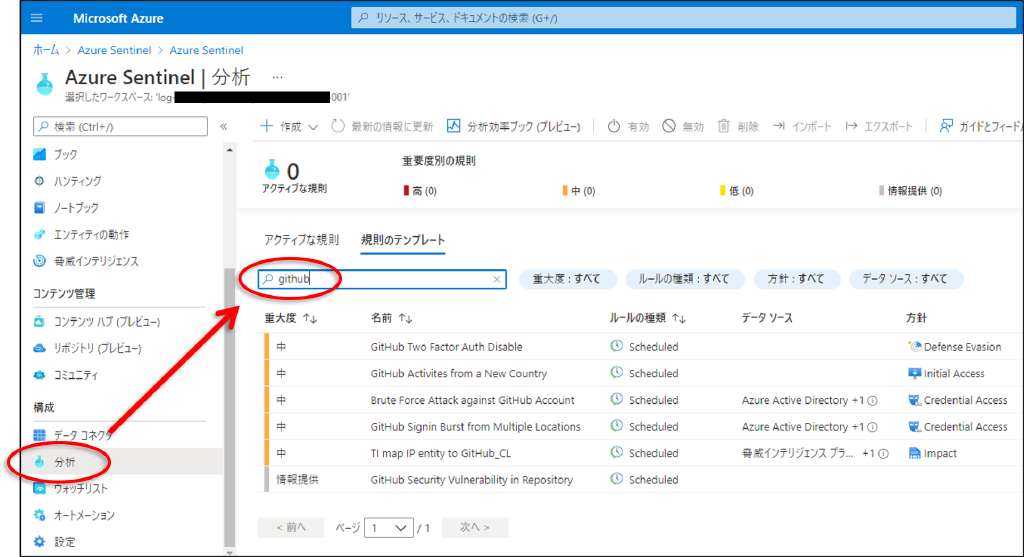 Microsoft Azure
リソース、サービス、ドキュメントの検索 (G+/)
ホーム > Azure Sentinel > Azure Sentinel
Azure Sentinel | 分析 ...
選択したワークスペース: 'log- -001'
検索 (Ctrl+/) «
作成 最新の情報に更新 分析効率ブック (プレビュー) 有効 無効 削除 インポート エクスポート ガイドとフィード
ブック
ハンティング
ノートブック
エンティティの動作
脅威インテリジェンス
コンテンツ管理
コンテンツ ハブ (プレビュー)
リポジトリ (プレビュー)
コミュニティ
構成
データ コネクタ
分析
ウォッチリスト
オートメーション
設定
0
アクティブな規則
重要度別の規則
高 (0) 中 (0) 低 (0) 情報提供 (0)
アクティブな規則 規則のテンプレート
github × 重大度 : すべて ルールの種類 : すべて 方針 : すべて データ ソース : すべて
重大度 ↑↓ 名前 ↑↓ ルールの種類 ↑↓ データ ソース 方針
中 GitHub Two Factor Auth Disable Scheduled Defense Evasion
中 GitHub Activites from a New Country Scheduled Initial Access
中 Brute Force Attack against GitHub Account Scheduled Azure Active Directory +1 Credential Access
中 GitHub Signin Burst from Multiple Locations Scheduled Azure Active Directory +1 Credential Access
中 TI map IP entity to GitHub_CL Scheduled 脅威インテリジェンス プラ... +1 Impact
情報提供 GitHub Security Vulnerability in Repository Scheduled
< 前へ ページ 1 / 1 次へ >